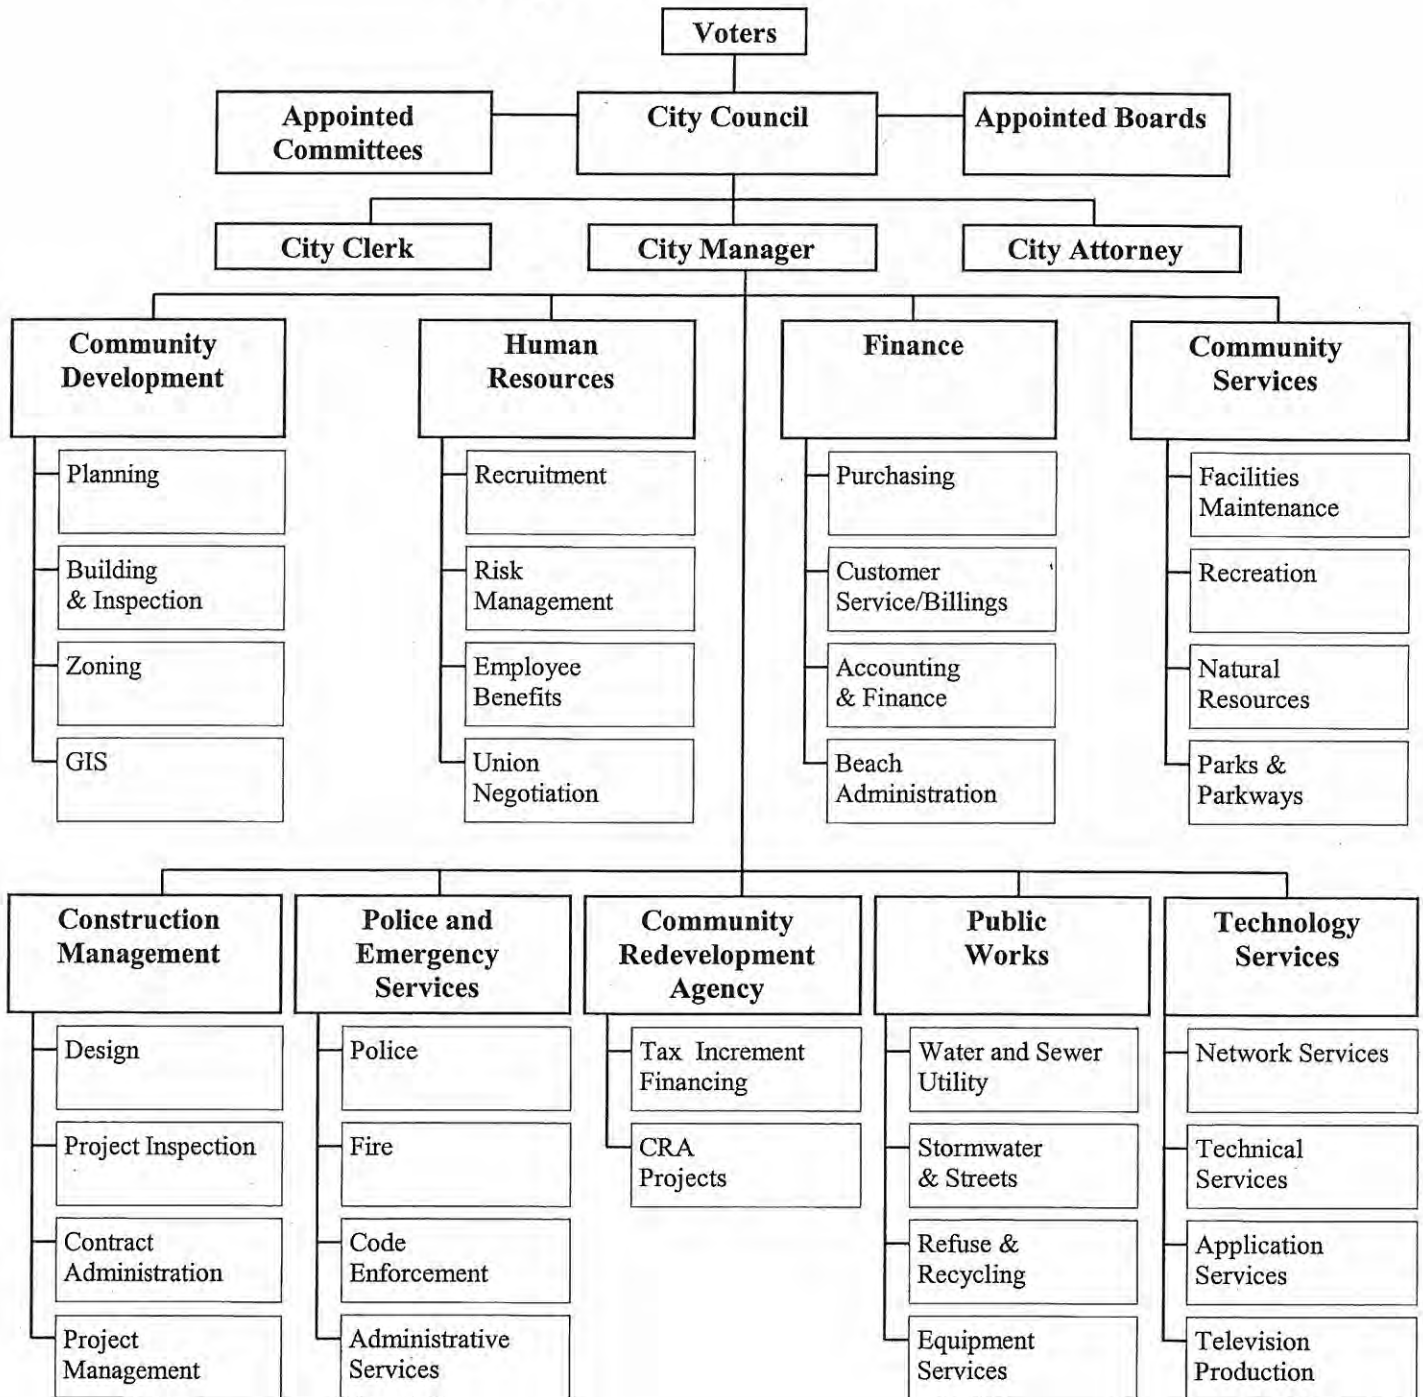 Voters
Appointed
Committees
City Council
Appointed Boards
City Clerk
City Manager
City Attorney
Community
Development
Planning
Building
& Inspection
Zoning
GIS
Human
Resources
Recruitment
Risk
Management
Employee
Benefits
Union
Negotiation
Finance
Purchasing
Customer
Service/Billings
Accounting
& Finance
Beach
Administration
Community
Services
Facilities
Maintenance
Recreation
Natural
Resources
Parks &
Parkways
Construction
Management
Design
Project Inspection
Contract
Administration
Project
Management
Police and
Emergency
Services
Police
Fire
Code
Enforcement
Administrative
Services
Community
Redevelopment
Agency
Tax Increment
Financing
CRA
Projects
Public
Works
Water and Sewer
Utility
Stormwater
& Streets
Refuse &
Recycling
Equipment
Services
Technology
Services
Network Services
Technical
Services
Application
Services
Television
Production